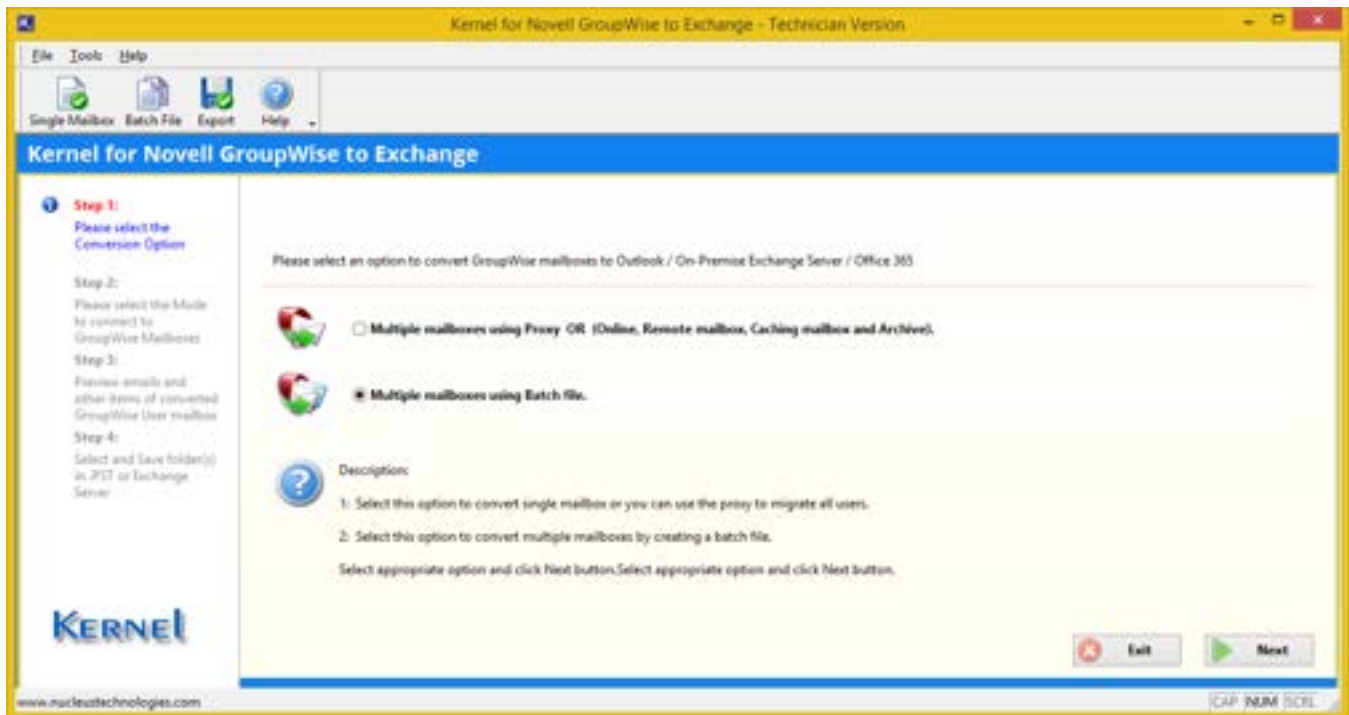 Kernel for Novell GroupWise to Exchange - Technician Version
File Tools Help
Single Mailbox Batch File Export Help
Kernel for Novell GroupWise to Exchange
Step 1:
Please select the
Conversion Option
Step 2:
Please select the Mode
to connect to
GroupWise Mailboxes
Step 3:
Preview emails and
other items of converted
GroupWise User mailbox
Step 4:
Select and Save folder(s)
in .PST or Exchange
Server
Please select an option to convert GroupWise mailboxes to Outlook / On-Premise Exchange Server / Office 365
Multiple mailboxes using Proxy OR (Online, Remote mailbox, Caching mailbox and Archive).
Multiple mailboxes using Batch file.
Description:
1: Select this option to convert single mailbox or you can use the proxy to migrate all users.
2: Select this option to convert multiple mailboxes by creating a batch file.
Select appropriate option and click Next button.Select appropriate option and click Next button.
KERNEL
Exit Next
www.nucleustechnologies.com
CAP NUM SCRL